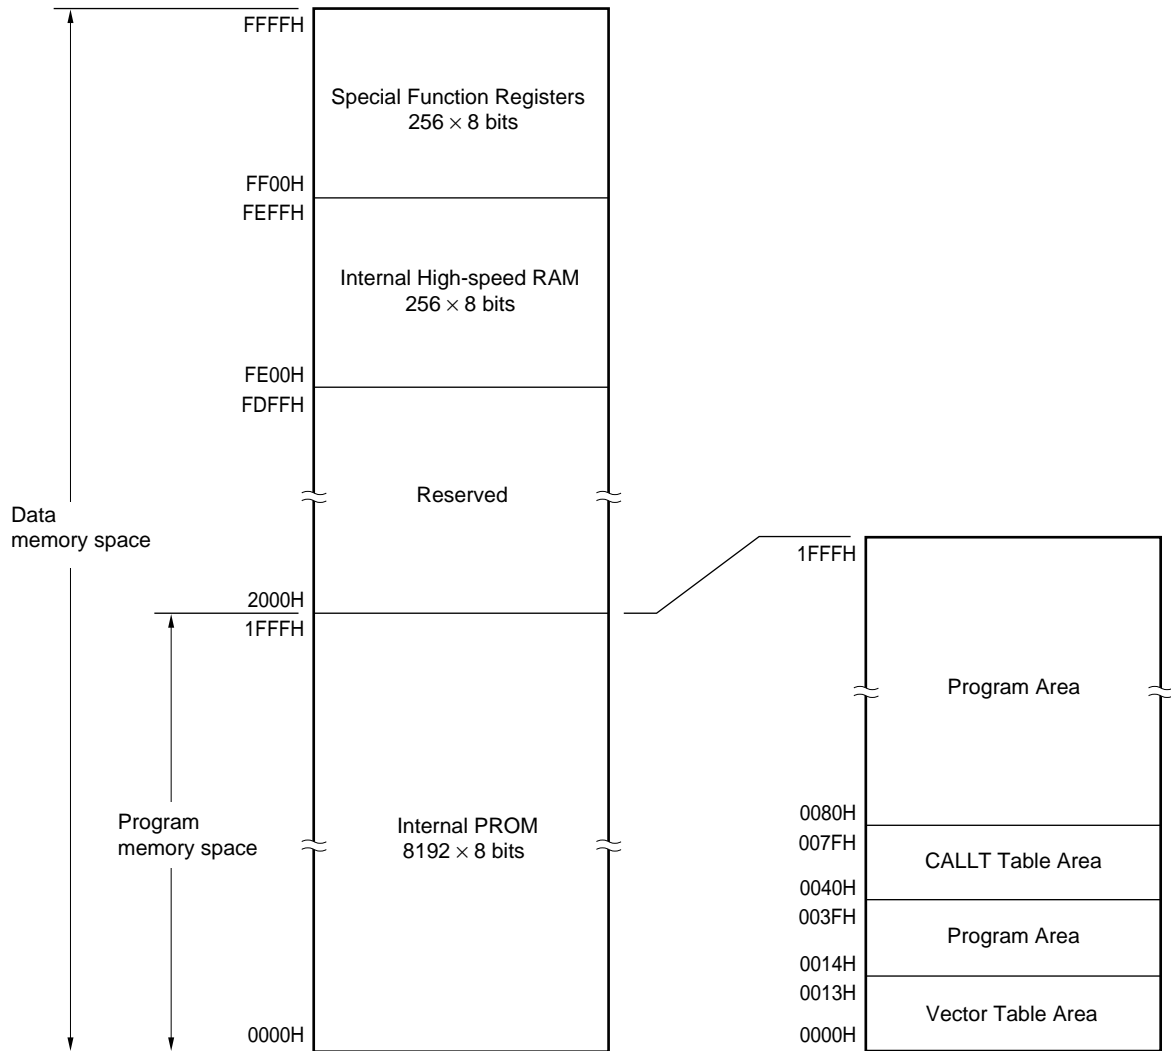 FFFFH
Special Function Registers
256 × 8 bits
FF00H
FEFFH
Internal High-speed RAM
256 × 8 bits
FE00H
FDFFH
Reserved
Data
memory space
2000H
1FFFH
Program
memory space
Internal PROM
8192 × 8 bits
0000H
1FFFH
Program Area
0080H
007FH
CALLT Table Area
0040H
003FH
Program Area
0014H
0013H
Vector Table Area
0000H